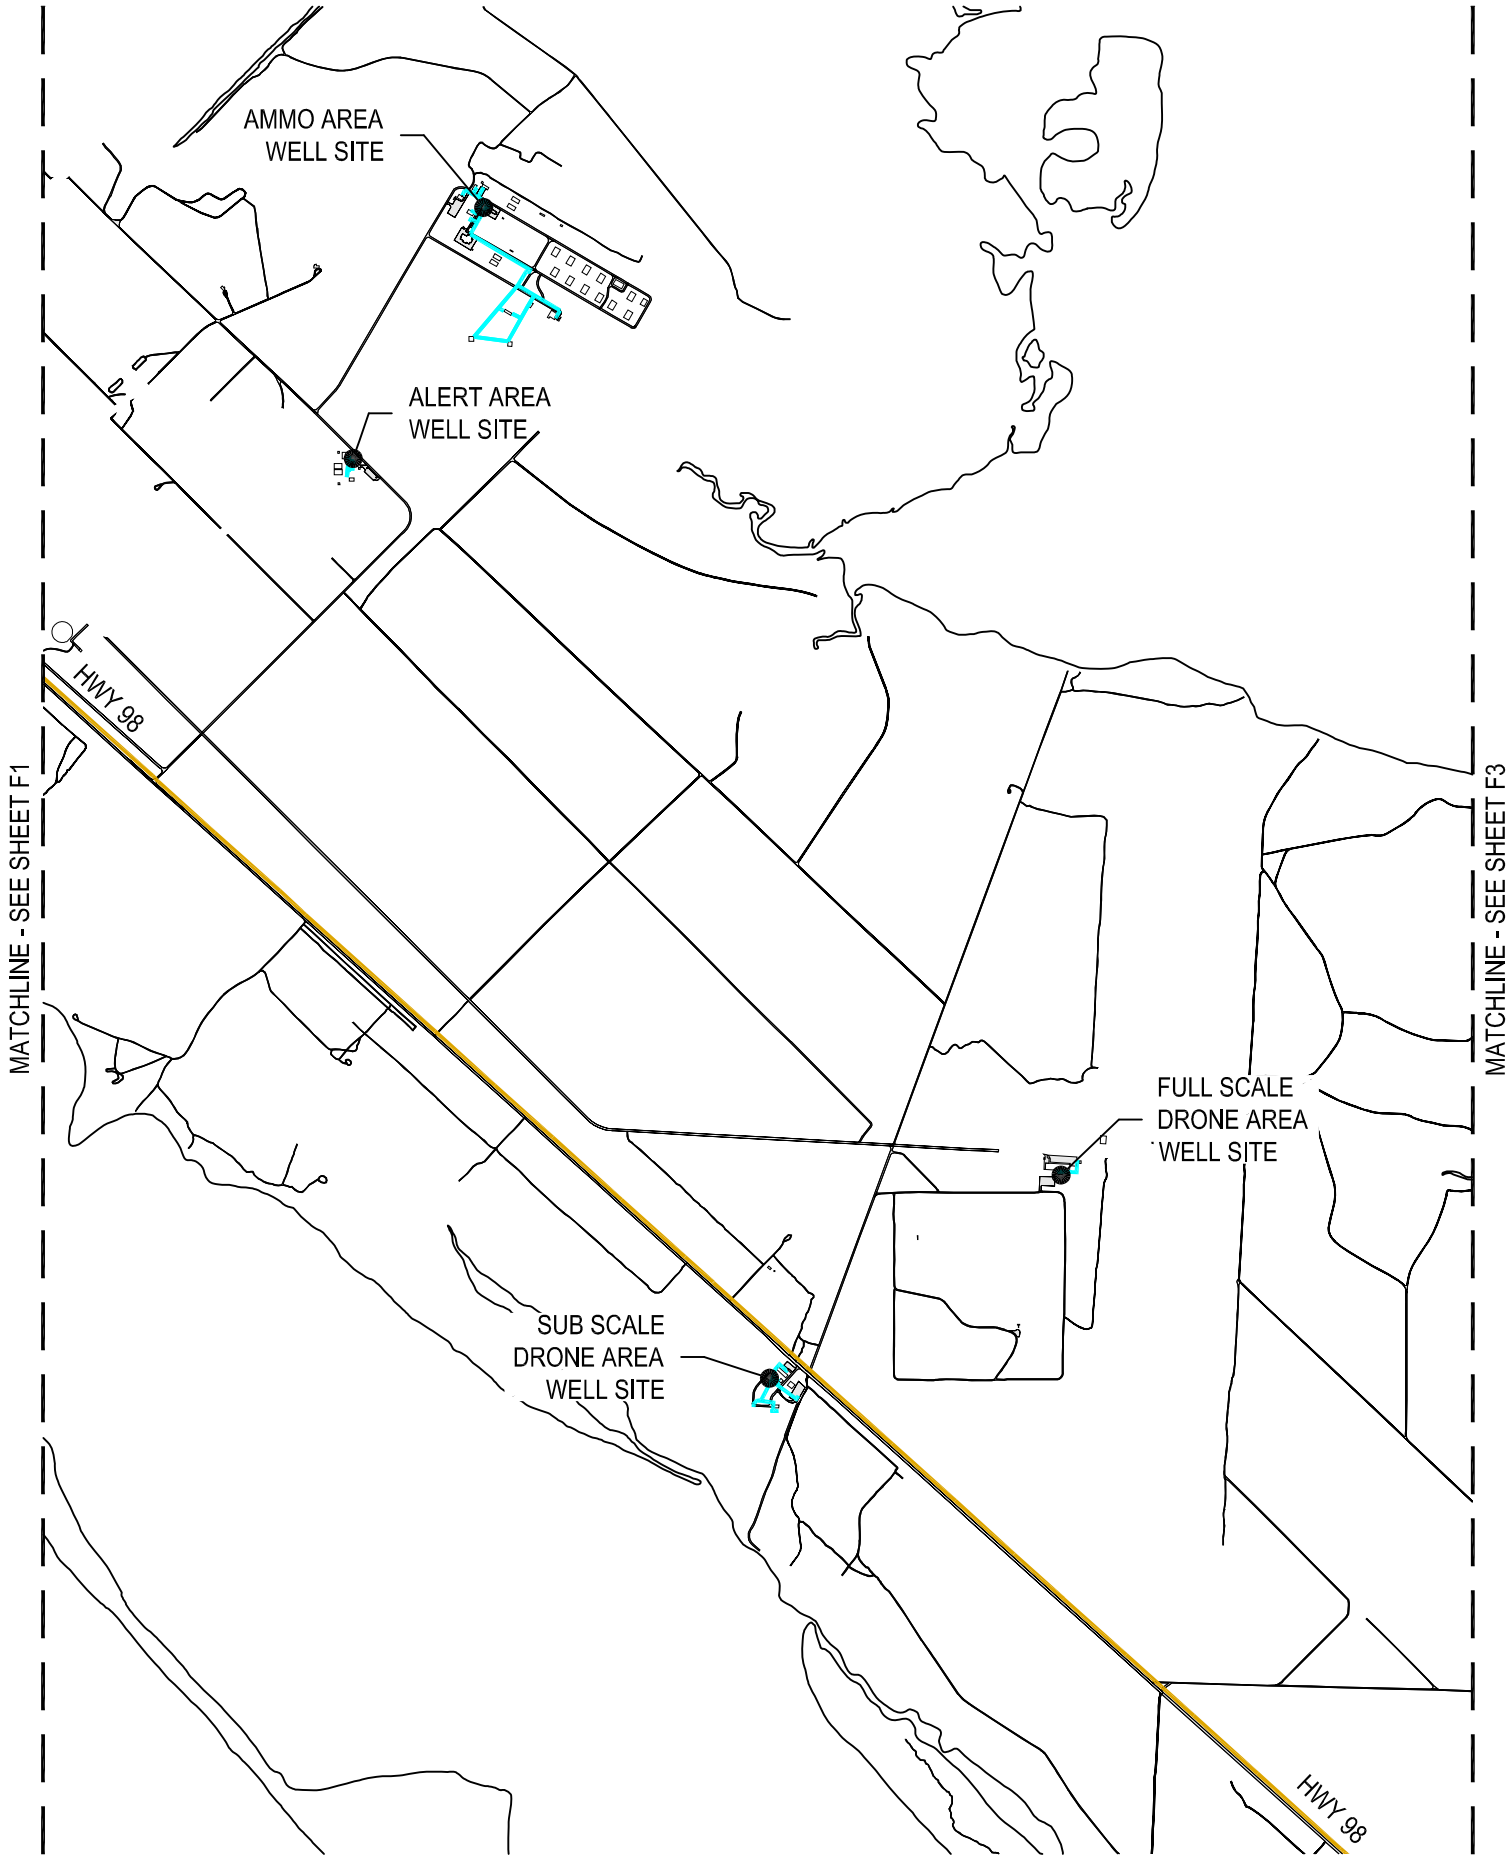 AMMO AREA
WELL SITE
ALERT AREA
WELL SITE
HWY 98
MATCHLINE - SEE SHEET F1
MATCHLINE - SEE SHEET F3
FULL SCALE
DRONE AREA
WELL SITE
SUB SCALE
DRONE AREA
WELL SITE
HWY 98